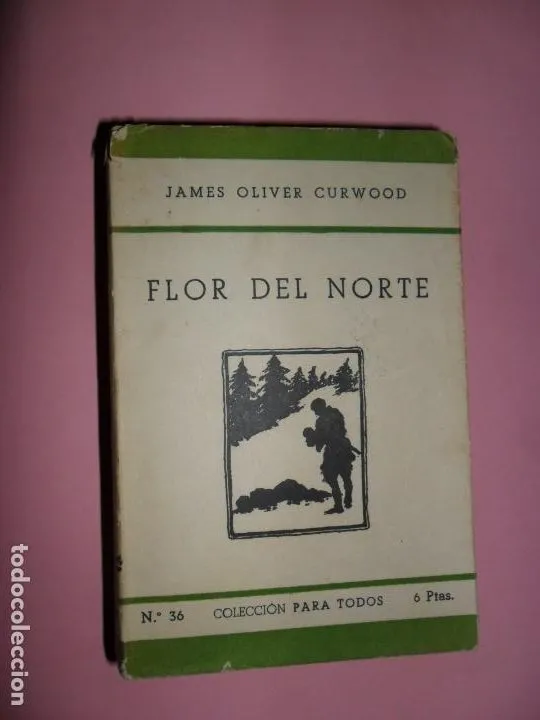 JAMES OLIVER CURWOOD
FLOR DEL NORTE
N.° 36 COLECCIÓN PARA TODOS 6 Ptas.
todocoleccion